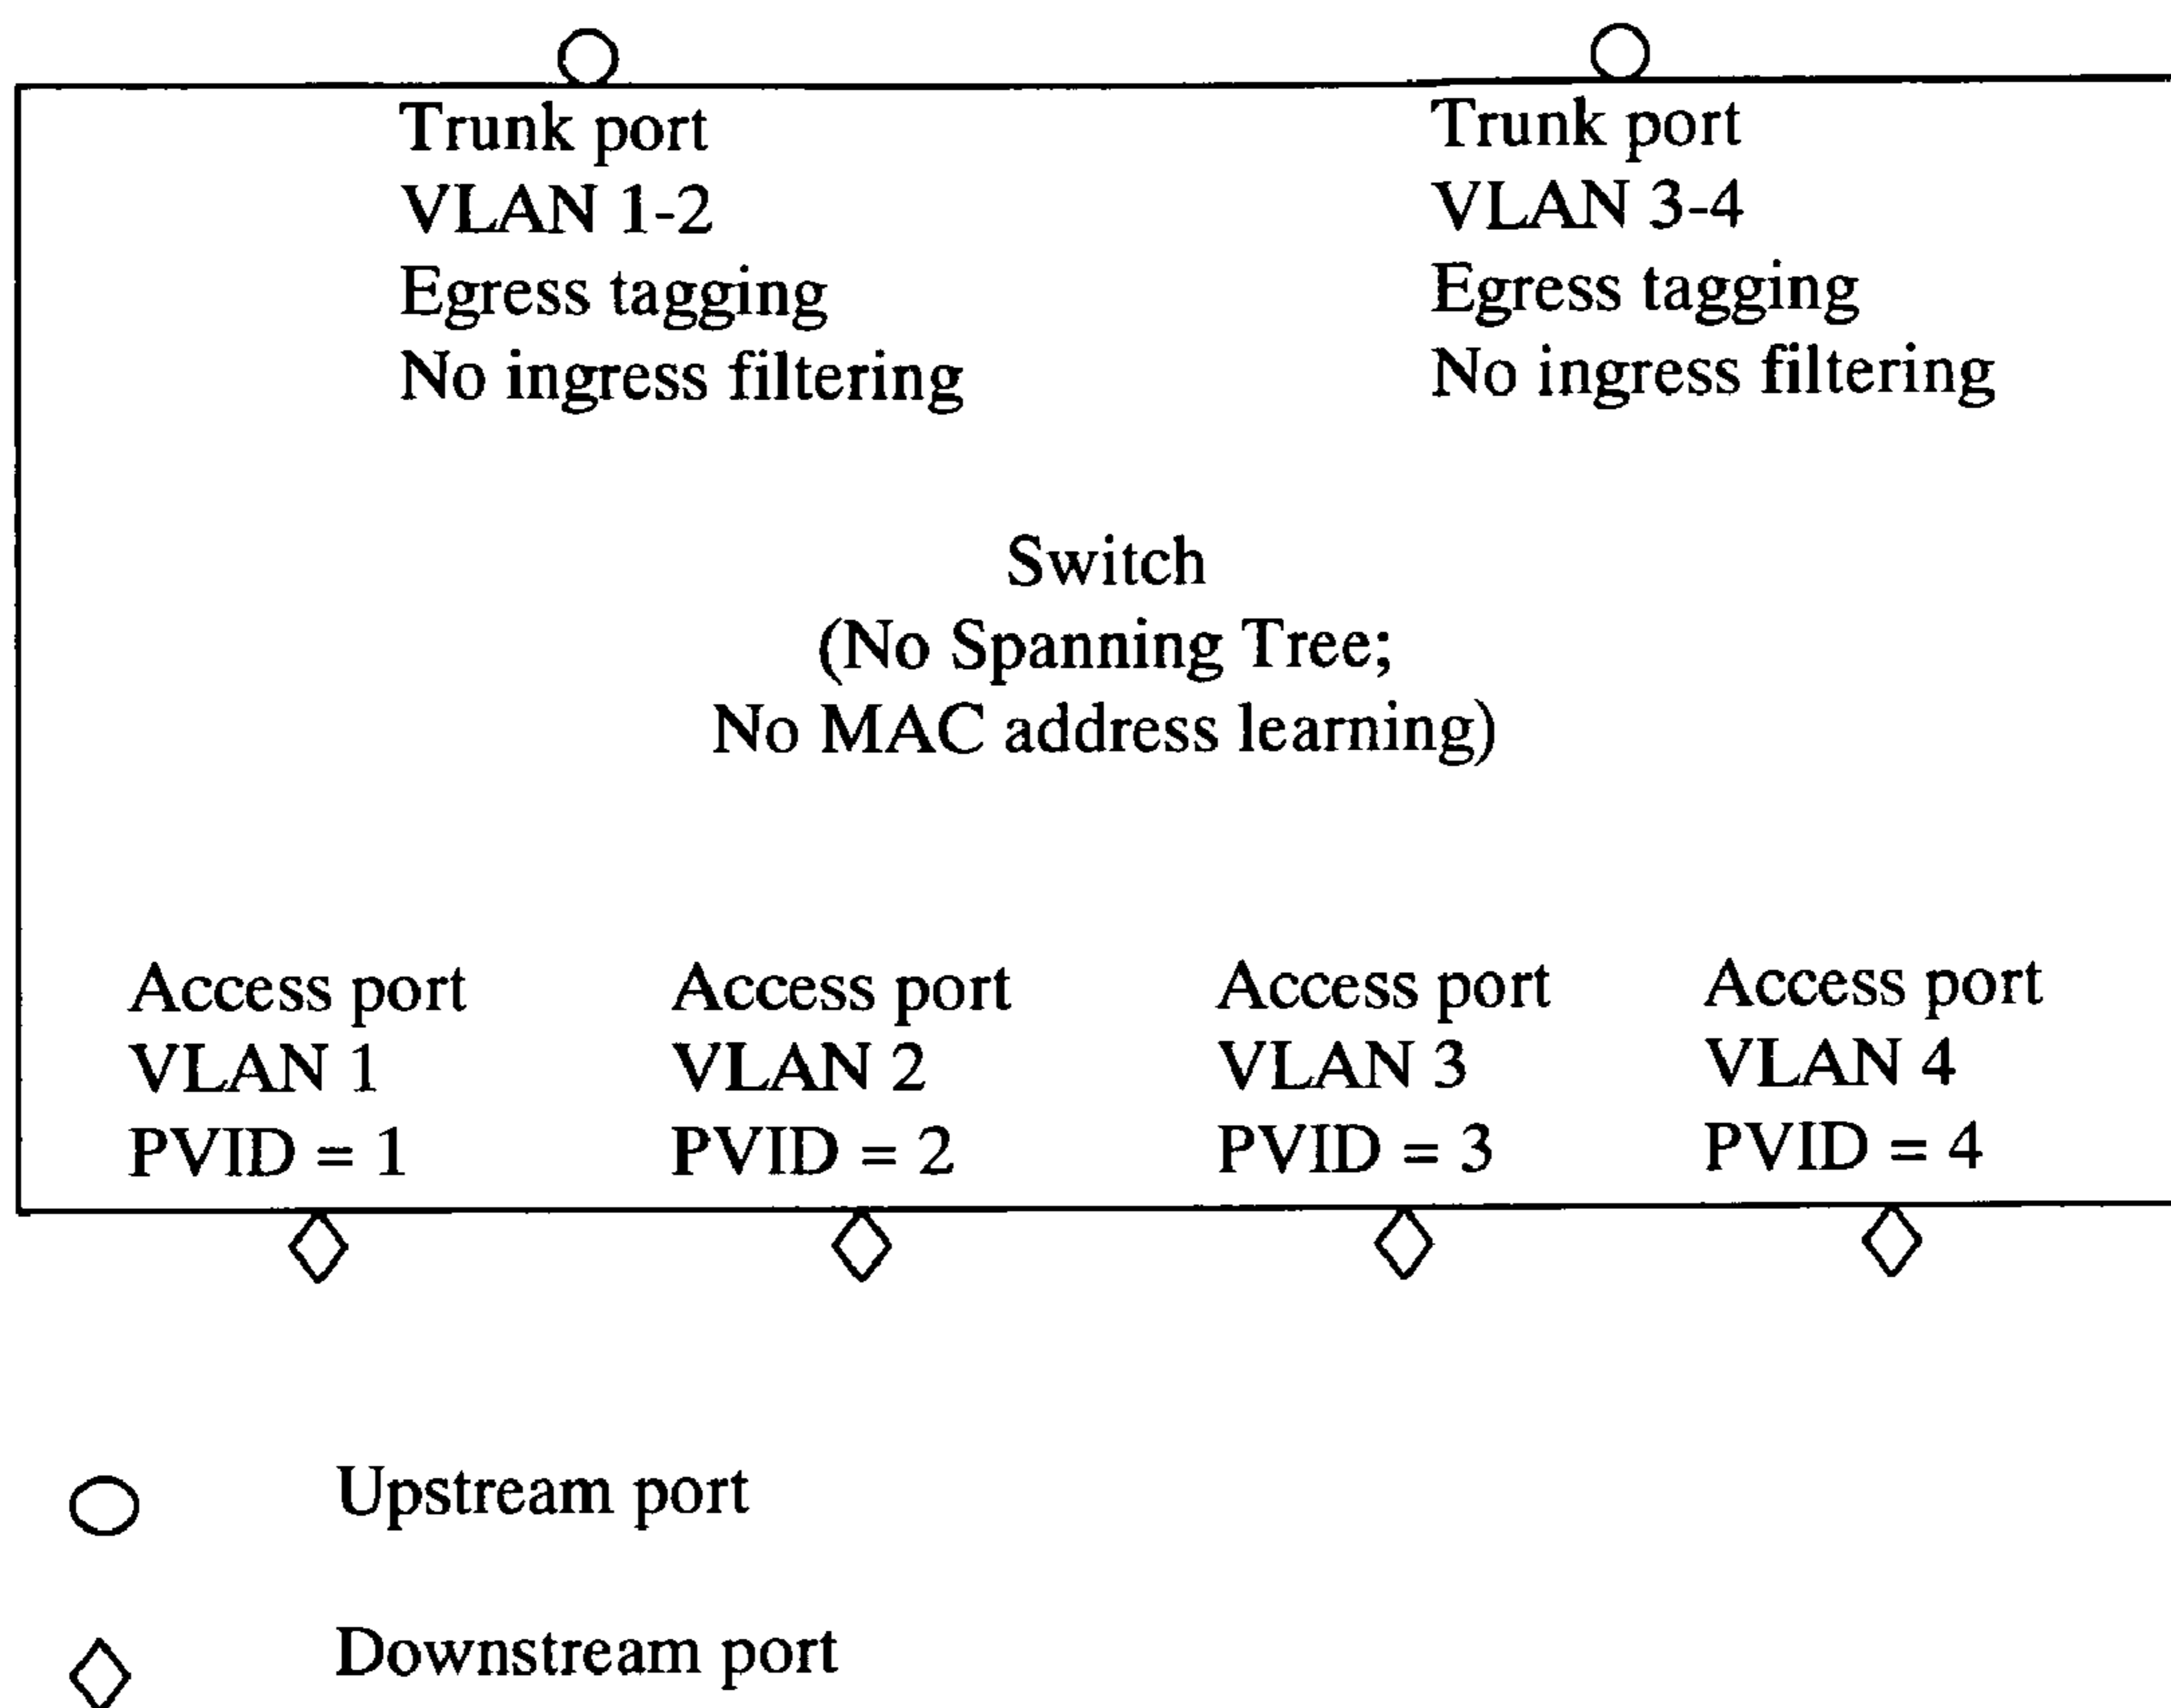 Trunk port
VLAN 1-2
Egress tagging
No ingress filtering
Trunk port
VLAN 3-4
Egress tagging
No ingress filtering
Switch
(No Spanning Tree;
No MAC address learning)
Access port
VLAN 1
PVID = 1
Access port
VLAN 2
PVID = 2
Access port
VLAN 3
PVID = 3
Access port
VLAN 4
PVID = 4
Upstream port
Downstream port